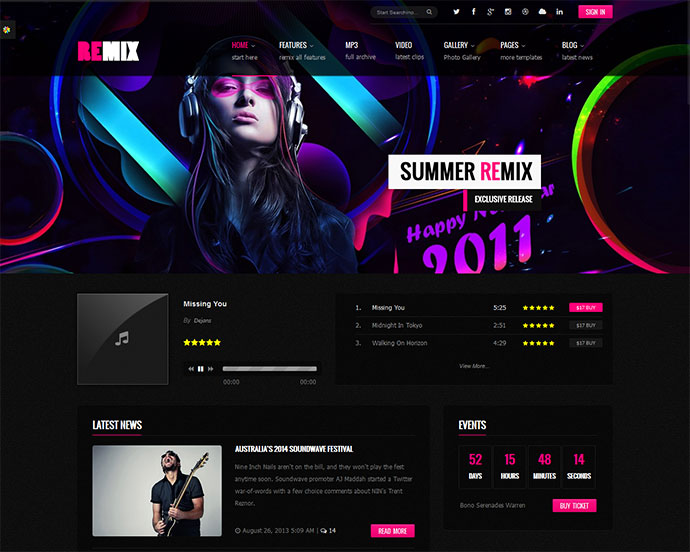 Start Searching...
SIGN IN
REMIX
HOME FEATURES MP3 VIDEO GALLERY PAGES BLOG
start here remix all features full archive latest clips Photo Gallery more templates latest news
SUMMER REMIX
EXCLUSIVE RELEASE
Happy
2011
Missing You
By Dejans
00:00 00:00
1. Missing You 5:25 $17 BUY
2. Midnight In Tokyo 2:51 $17 BUY
3. Walking On Horizon 4:29 $17 BUY
View More...
LATEST NEWS
AUSTRALIA'S 2014 SOUNDWAVE FESTIVAL
Nine Inch Nails aren't on the bill, and they won't play the fest
anytime soon. Soundwave promoter AJ Maddah started a Twitter
war-of-words with a few choice comments about NIN's Trent
Reznor.
August 26, 2013 5:09 AM | 14
READ MORE
EVENTS
52 15 48 14
DAYS HOURS MINUTES SECONDS
Bono Serenades Warren
BUY TICKET